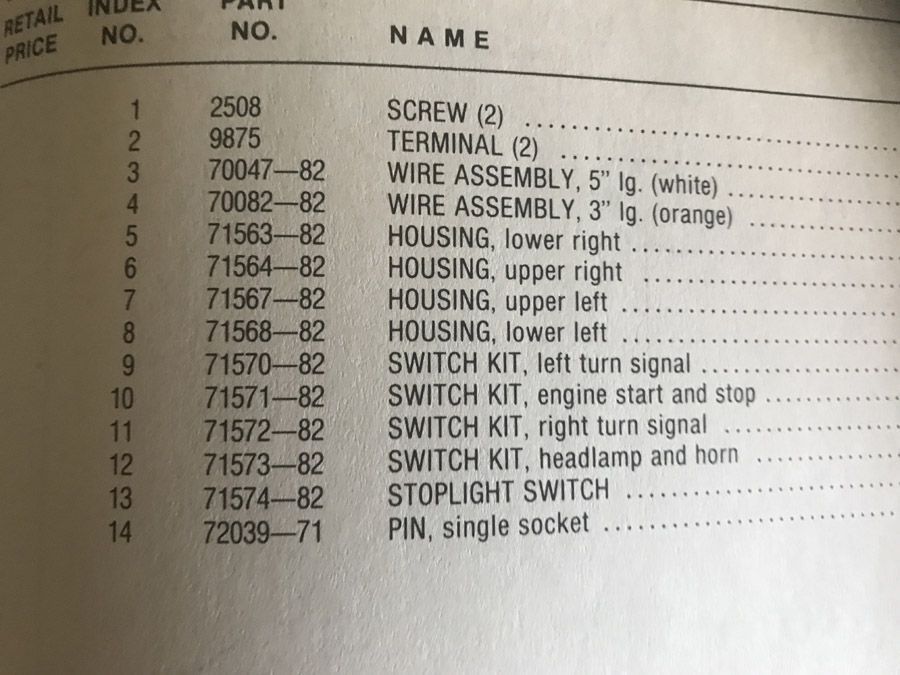 RETAIL PRICE INDEX NO. PART NO. NAME
1 2508 SCREW (2)
2 9875 TERMINAL (2)
3 70047—82 WIRE ASSEMBLY, 5" lg. (white)
4 70082—82 WIRE ASSEMBLY, 3" lg. (orange)
5 71563—82 HOUSING, lower right
6 71564—82 HOUSING, upper right
7 71567—82 HOUSING, upper left
8 71568—82 HOUSING, lower left
9 71570—82 SWITCH KIT, left turn signal
10 71571—82 SWITCH KIT, engine start and stop
11 71572—82 SWITCH KIT, right turn signal
12 71573—82 SWITCH KIT, headlamp and horn
13 71574—82 STOPLIGHT SWITCH
14 72039—71 PIN, single socket